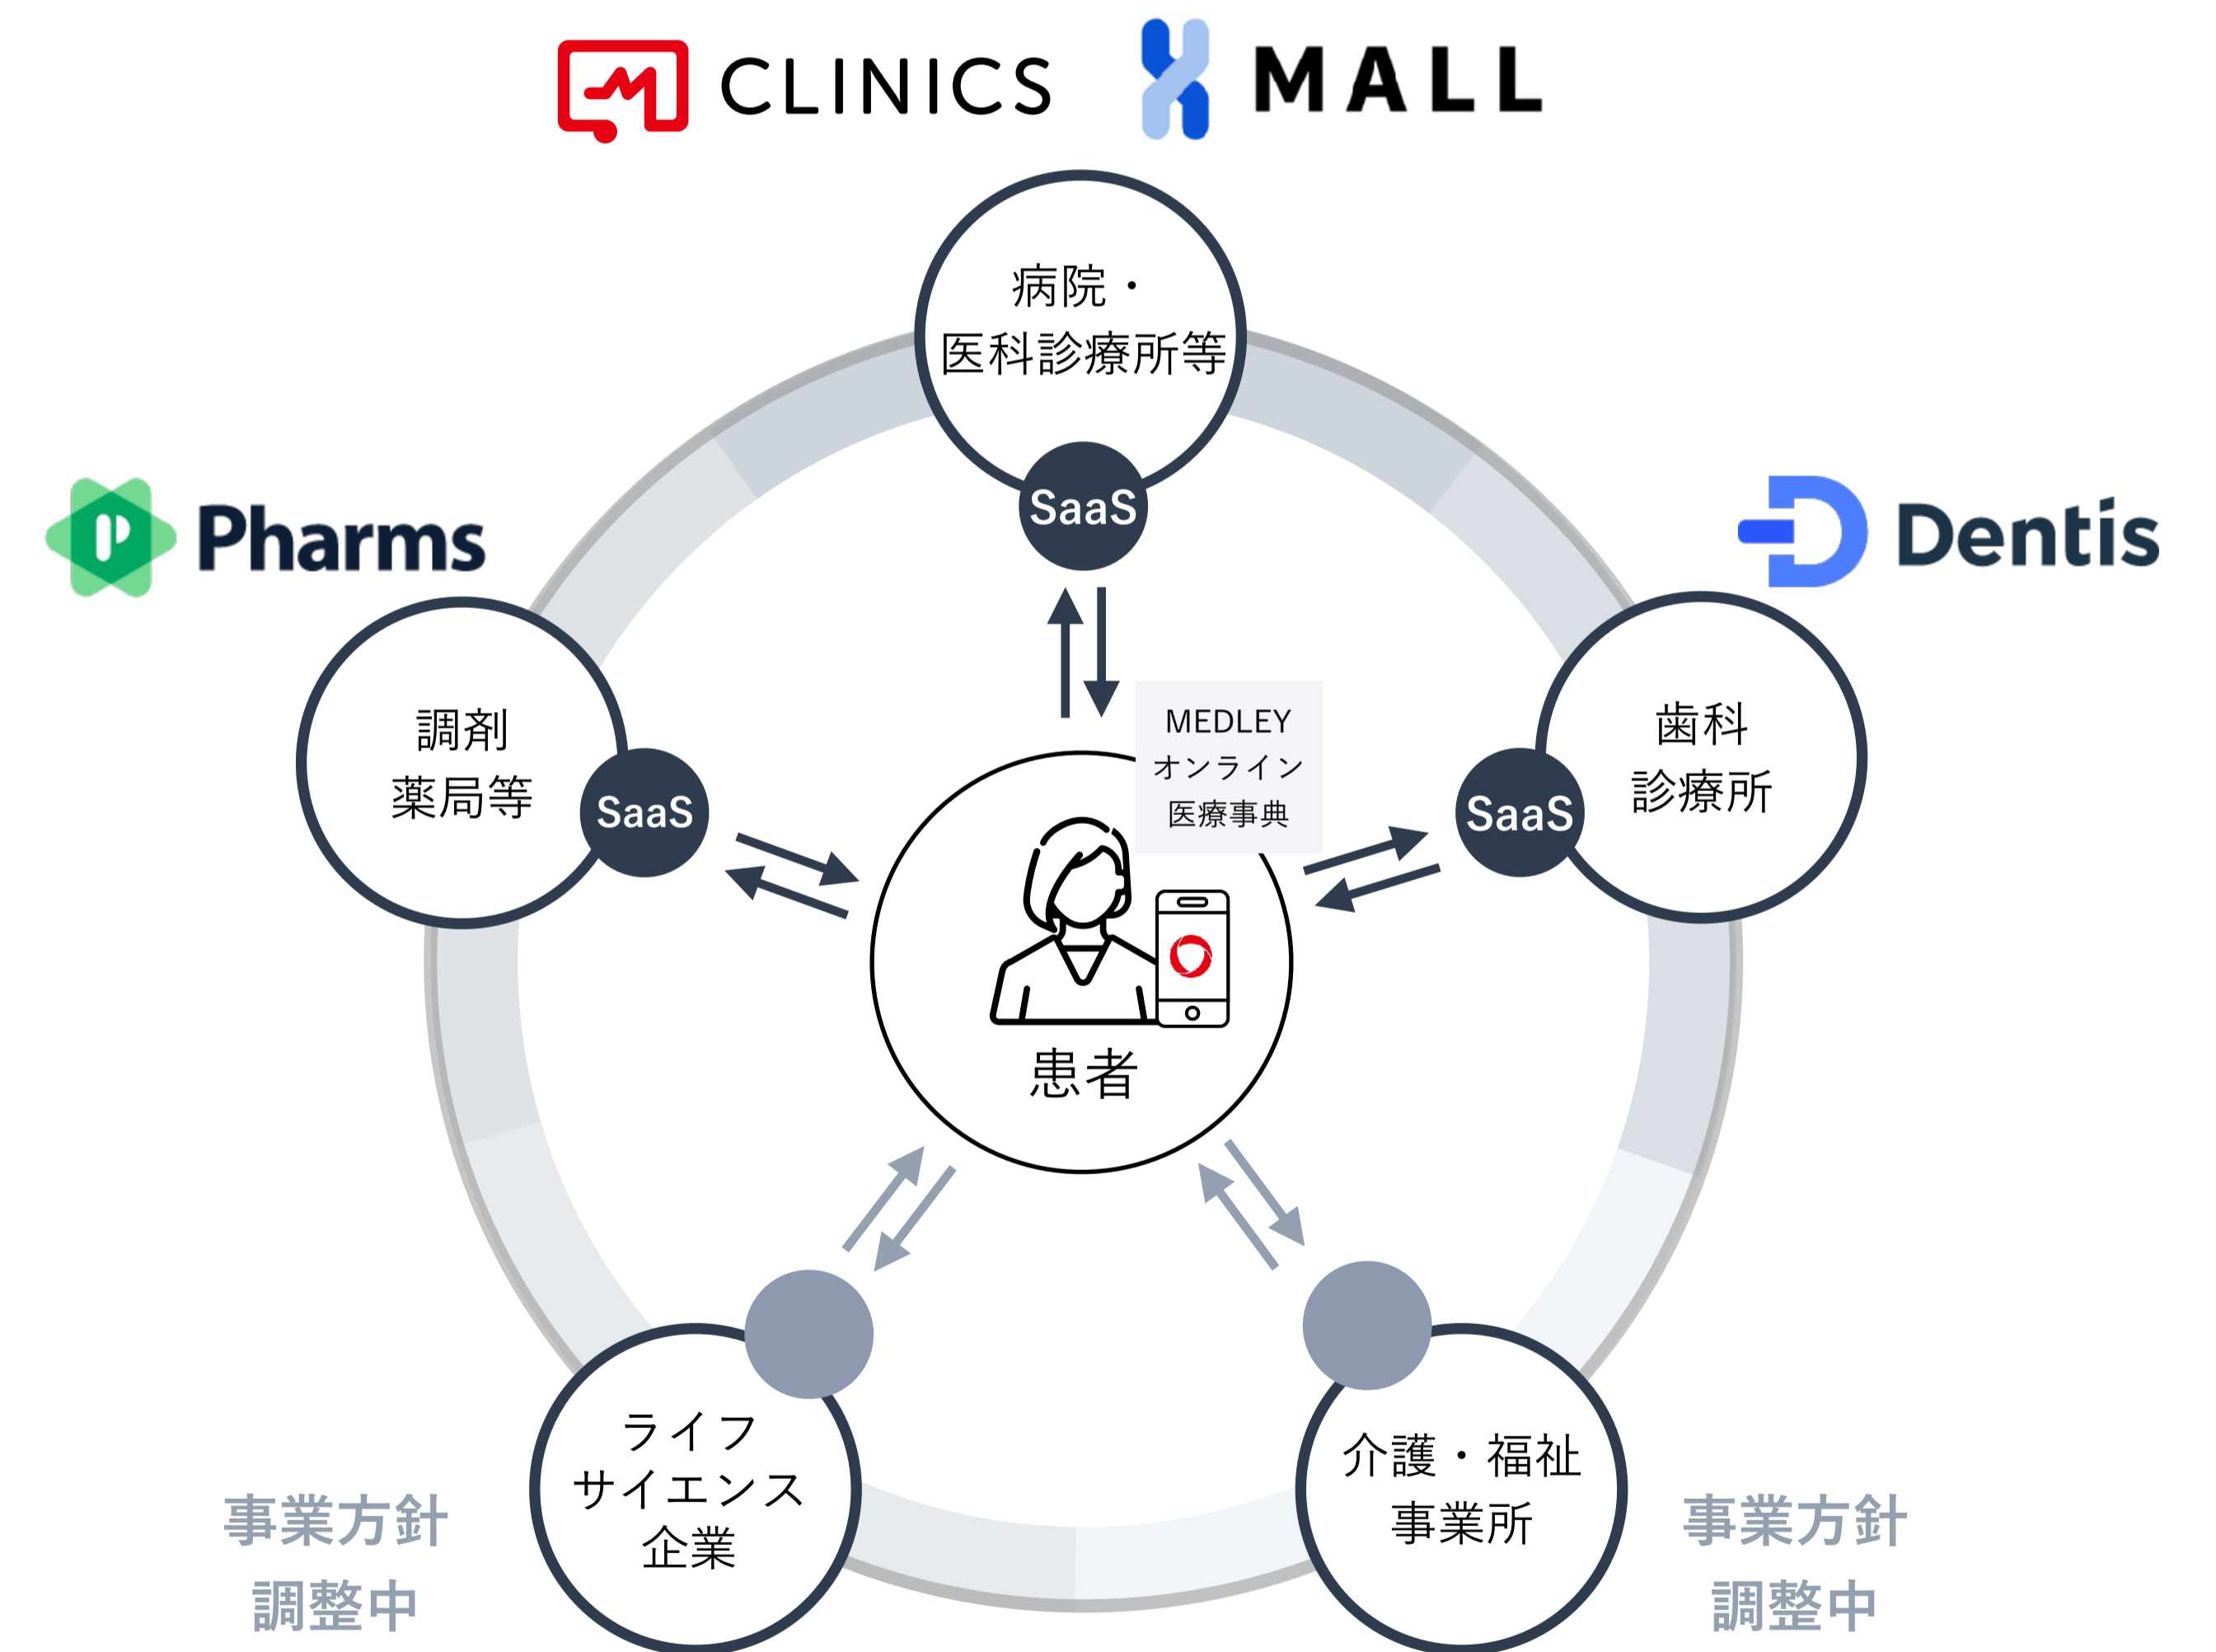 CLINICS
MALL
病院・
医科診療所等
SaaS
Pharms
Dentis
調剤
薬局等
SaaS
MEDLEY
オンライン
医療事典
SaaS
歯科
診療所
患者
ライフ
サイエンス
企業
介護・福祉
事業所
事業方針
調整中
事業方針
調整中